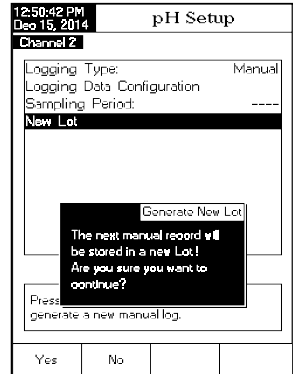 12:50:42 PM
Dec 15, 2014
pH Setup
Channel 2
Logging Type: Manual
Logging Data Configuration
Sampling Period: ----
New Lot
Generate New Lot
The next manual record will
be stored in a new Lot!
Are you sure you want to
continue?
Press
generate a new manual log.
Yes No